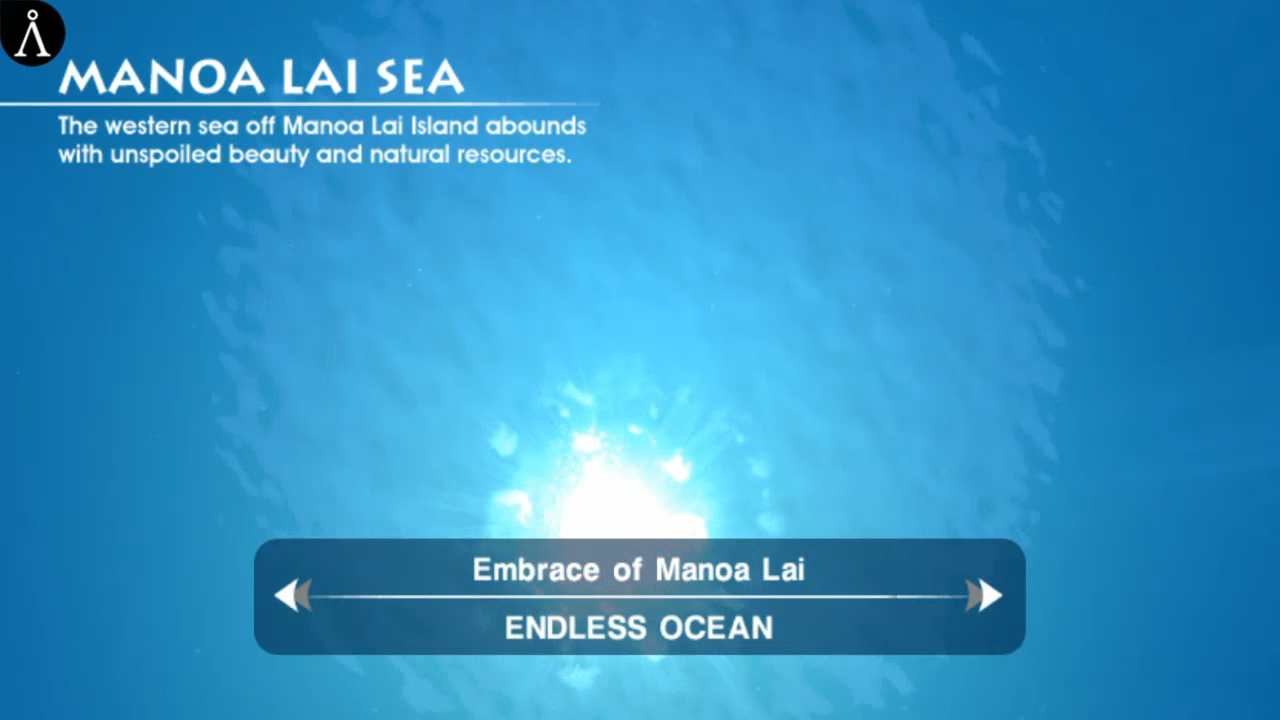 MANOA LAI SEA
The western sea off Manoa Lai Island abounds
with unspoiled beauty and natural resources.
Embrace of Manoa Lai
ENDLESS OCEAN